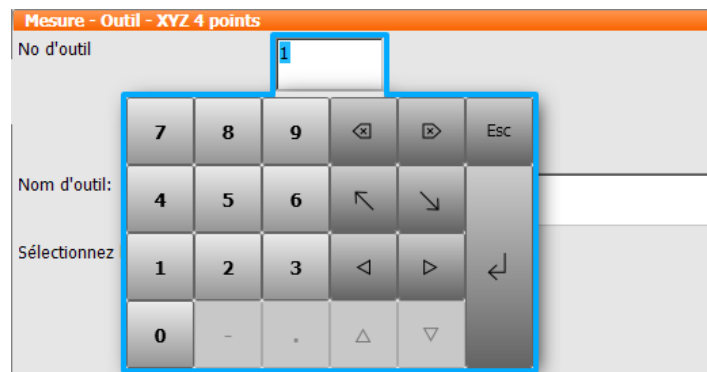 Mesure - Outil - XYZ 4 points
No d'outil
1
7 8 9 Esc
Nom d'outil:
4 5 6
Sélectionnez
1 2 3
0 - .